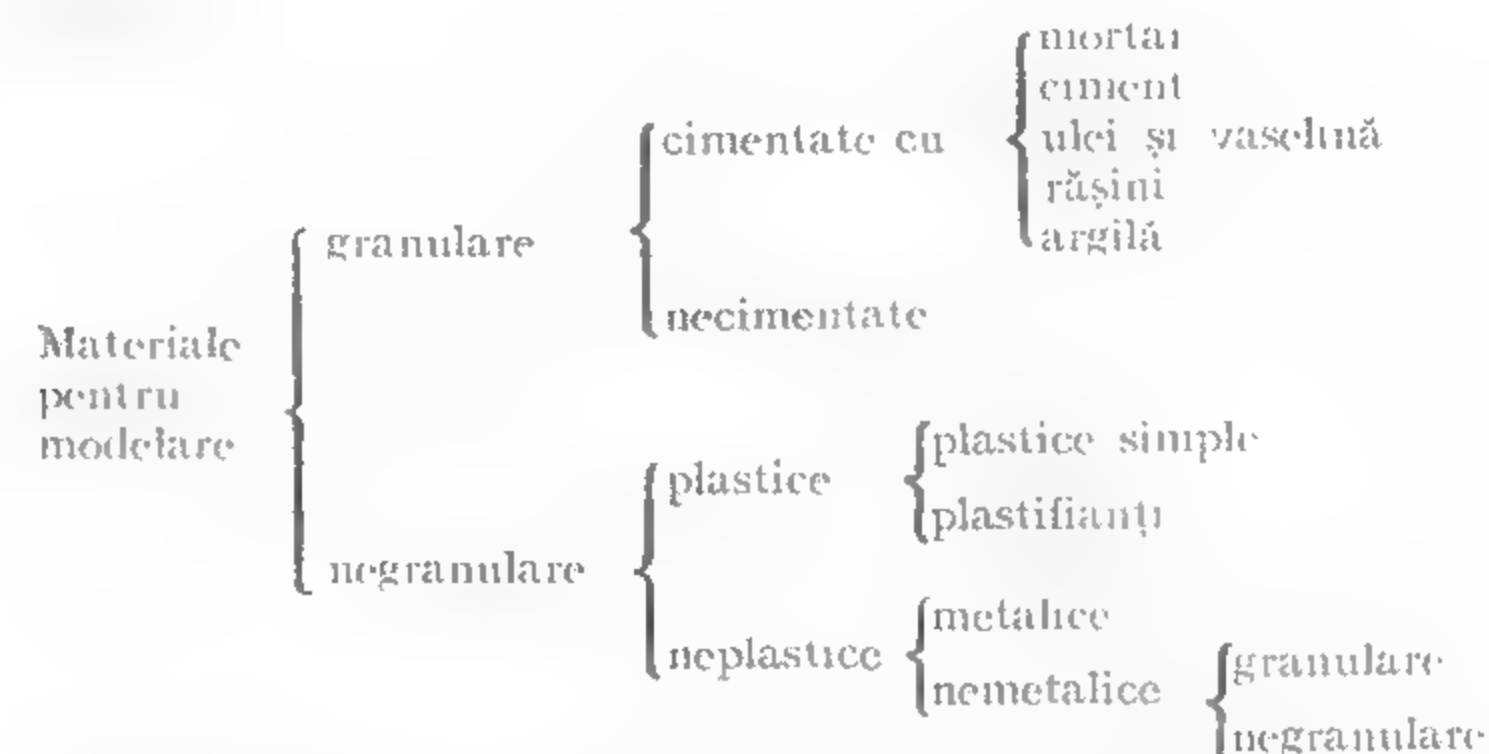 mortar
ciment
cimentate cu ulei și vaselină
rășini
granulare argilă
necimentate
Materiale
pentru
modelare
plastice simple
plastice
plastifianți
negranulare
metalice
neplastice granulare
nemetalice
negranulare